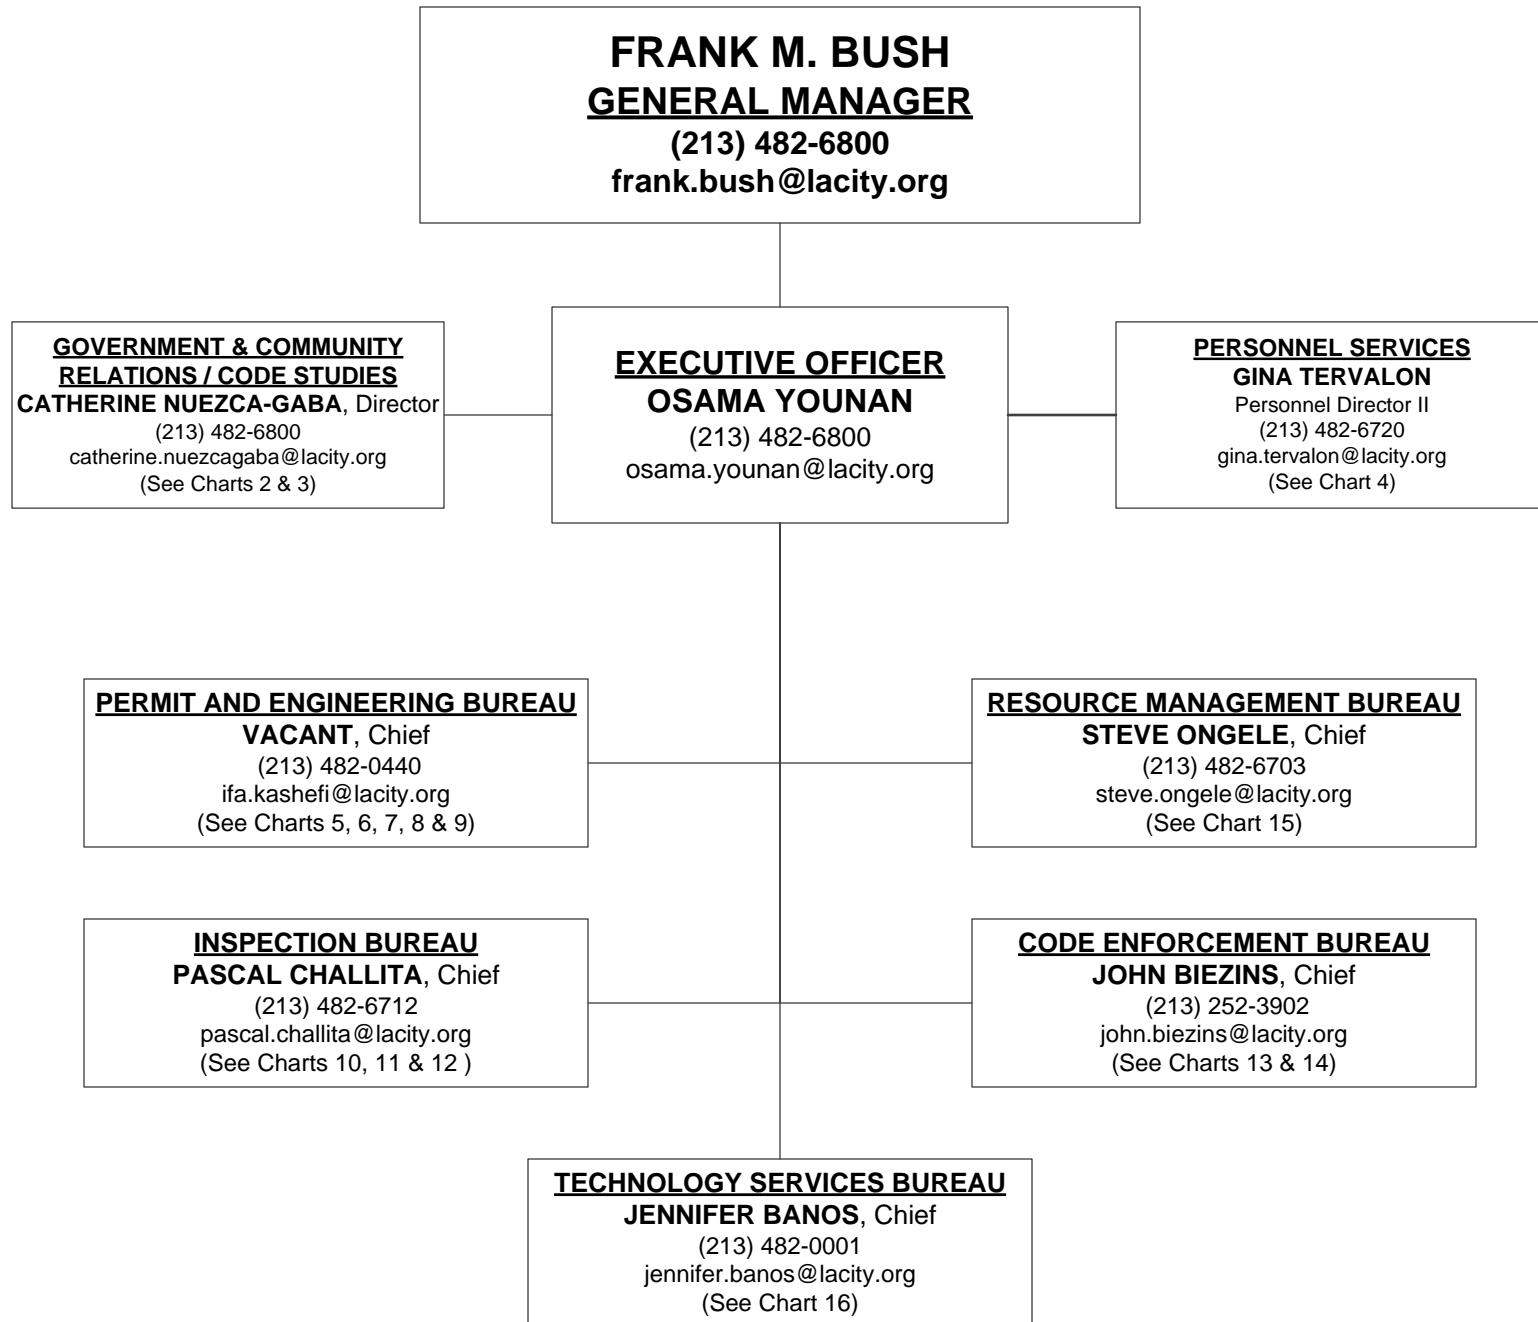 FRANK M. BUSH
GENERAL MANAGER
(213) 482-6800
frank.bush@lacity.org
GOVERNMENT & COMMUNITY
RELATIONS / CODE STUDIES
CATHERINE NUEZCA-GABA, Director
(213) 482-6800
catherine.nuezcagaba@lacity.org
(See Charts 2 & 3)
EXECUTIVE OFFICER
OSAMA YOUNAN
(213) 482-6800
osama.younan@lacity.org
PERSONNEL SERVICES
GINA TERVALON
Personnel Director II
(213) 482-6720
gina.tervalon@lacity.org
(See Chart 4)
PERMIT AND ENGINEERING BUREAU
VACANT, Chief
(213) 482-0440
ifa.kashefi@lacity.org
(See Charts 5, 6, 7, 8 & 9)
RESOURCE MANAGEMENT BUREAU
STEVE ONGELE, Chief
(213) 482-6703
steve.ongele@lacity.org
(See Chart 15)
INSPECTION BUREAU
PASCAL CHALLITA, Chief
(213) 482-6712
pascal.challita@lacity.org
(See Charts 10, 11 & 12 )
CODE ENFORCEMENT BUREAU
JOHN BIEZINS, Chief
(213) 252-3902
john.biezins@lacity.org
(See Charts 13 & 14)
TECHNOLOGY SERVICES BUREAU
JENNIFER BANOS, Chief
(213) 482-0001
jennifer.banos@lacity.org
(See Chart 16)